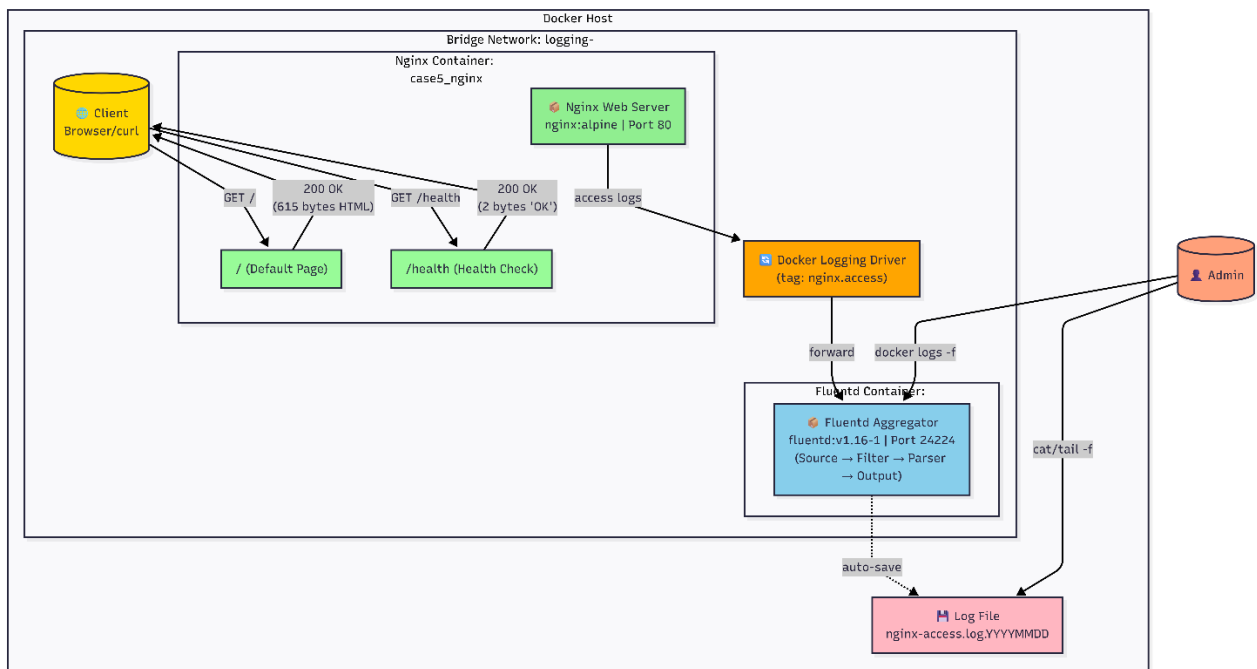 Docker Host
Bridge Network: logging-
Nginx Container:
case5_nginx
Client
Browser/curl
Nginx Web Server
nginx:alpine | Port 80
GET /
200 OK
(615 bytes HTML)
GET /health
200 OK
(2 bytes 'OK')
access logs
/ (Default Page)
/health (Health Check)
Docker Logging Driver
(tag: nginx.access)
Admin
forward
docker logs -f
Fluentd Container:
Fluentd Aggregator
fluentd:v1.16-1 | Port 24224
(Source → Filter → Parser
→ Output)
cat/tail -f
auto-save
Log File
nginx-access.log.YYYYMMDD